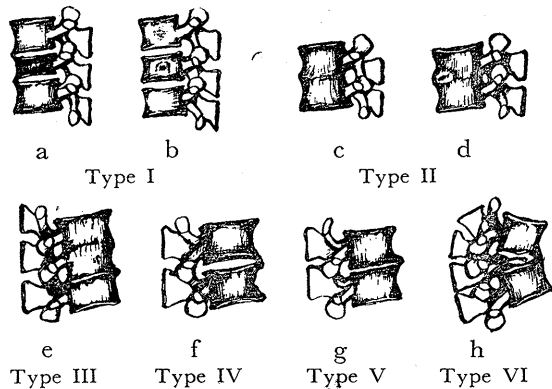 a b c d
Type I Type II
e f g h
Type III Type IV Type V Type VI